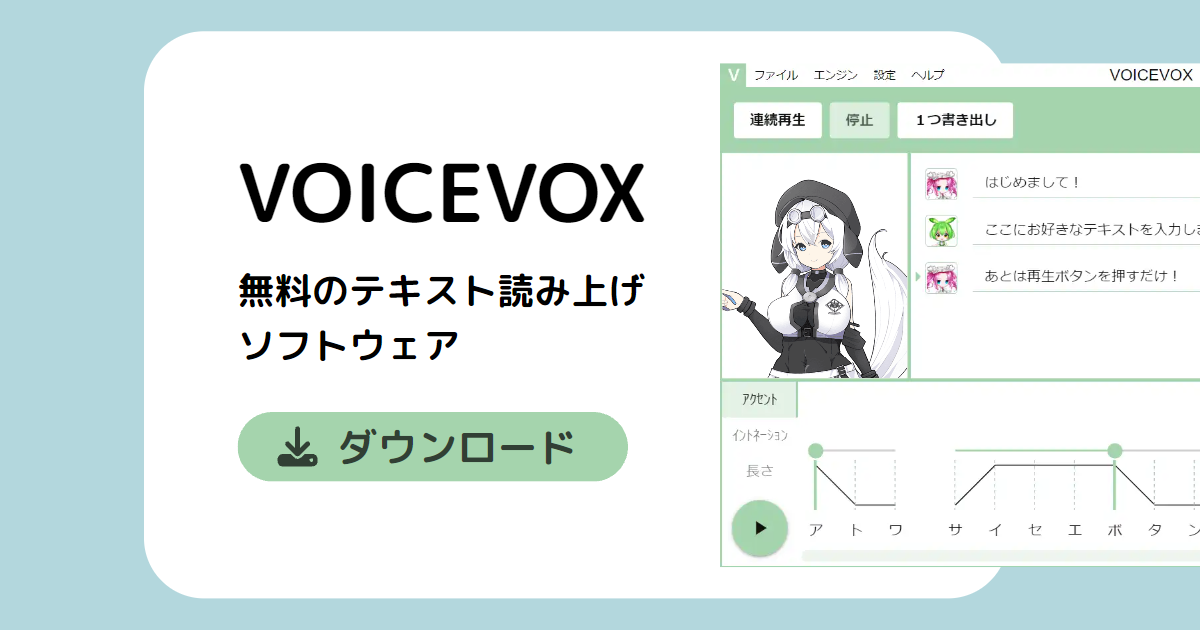 VOICEVOX
無料のテキスト読み上げ
ソフトウェア
ダウンロード
V ファイル エンジン 設定 ヘルプ VOICEVOX
連続再生 停止 1つ書き出し
はじめまして！
ここにお好きなテキストを入力し
あとは再生ボタンを押すだけ！
アクセント
イントネーション
長さ
ア ト ワ サ イ セ エ ボ タ ン